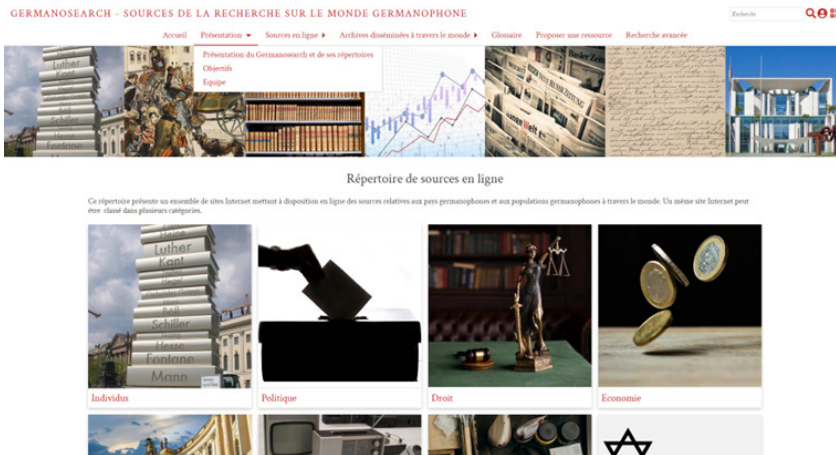 GERMANOSEARCH - SOURCES DE LA RECHERCHE SUR LE MONDE GERMANOPHONE
Recherche
Accueil Présentation Sources en ligne Archives disséminées à travers le monde Glossaire Proposer une ressource Recherche avancée
Présentation du Germanosearch et de ses répertoires
Objectifs
Equipe
Luther
Kant
Répertoire de sources en ligne
Ce répertoire présente un ensemble de sites Internet mettant à disposition en ligne des sources relatives aux pays germanophones et aux populations germanophones à travers le monde. Un même site Internet peut
être classé dans plusieurs catégories.
Luther
Kant
Hegel
Böll
Schiller
Hesse
Fontane
Mann
Individus
Politique
Droit
Economie